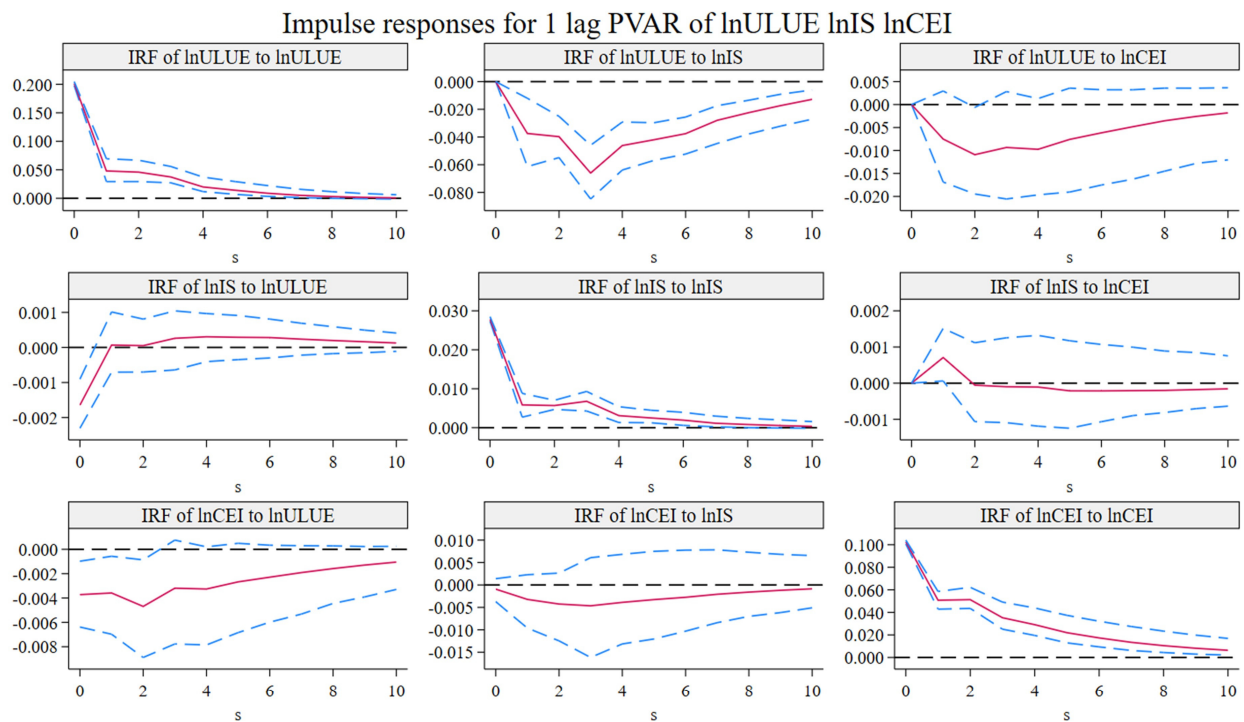 Impulse responses for 1 lag PVAR of lnULUE lnIS lnCEI
IRF of lnULUE to lnULUE
0.200
0.150
0.100
0.050
0.000
0 2 4 6 8 10
s
IRF of lnULUE to lnIS
0.000
-0.020
-0.040
-0.060
-0.080
0 2 4 6 8 10
s
IRF of lnULUE to lnCEI
0.005
0.000
-0.005
-0.010
-0.015
-0.020
0 2 4 6 8 10
s
IRF of lnIS to lnULUE
0.001
0.000
-0.001
-0.002
0 2 4 6 8 10
s
IRF of lnIS to lnIS
0.030
0.020
0.010
0.000
0 2 4 6 8 10
s
IRF of lnIS to lnCEI
0.002
0.001
0.000
-0.001
0 2 4 6 8 10
s
IRF of lnCEI to lnULUE
0.000
-0.002
-0.004
-0.006
-0.008
0 2 4 6 8 10
s
IRF of lnCEI to lnIS
0.010
0.005
0.000
-0.005
-0.010
-0.015
0 2 4 6 8 10
s
IRF of lnCEI to lnCEI
0.100
0.080
0.060
0.040
0.020
0.000
0 2 4 6 8 10
s